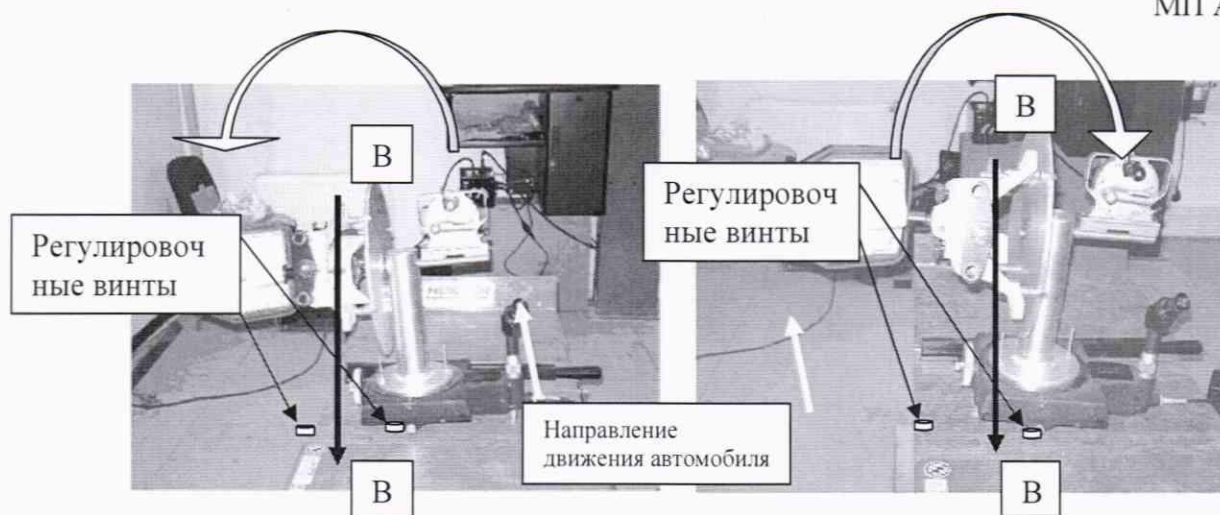 МП А
В
В
Регулировоч
ные винты
Регулировоч
ные винты
Направление
движения автомобиля
В
В